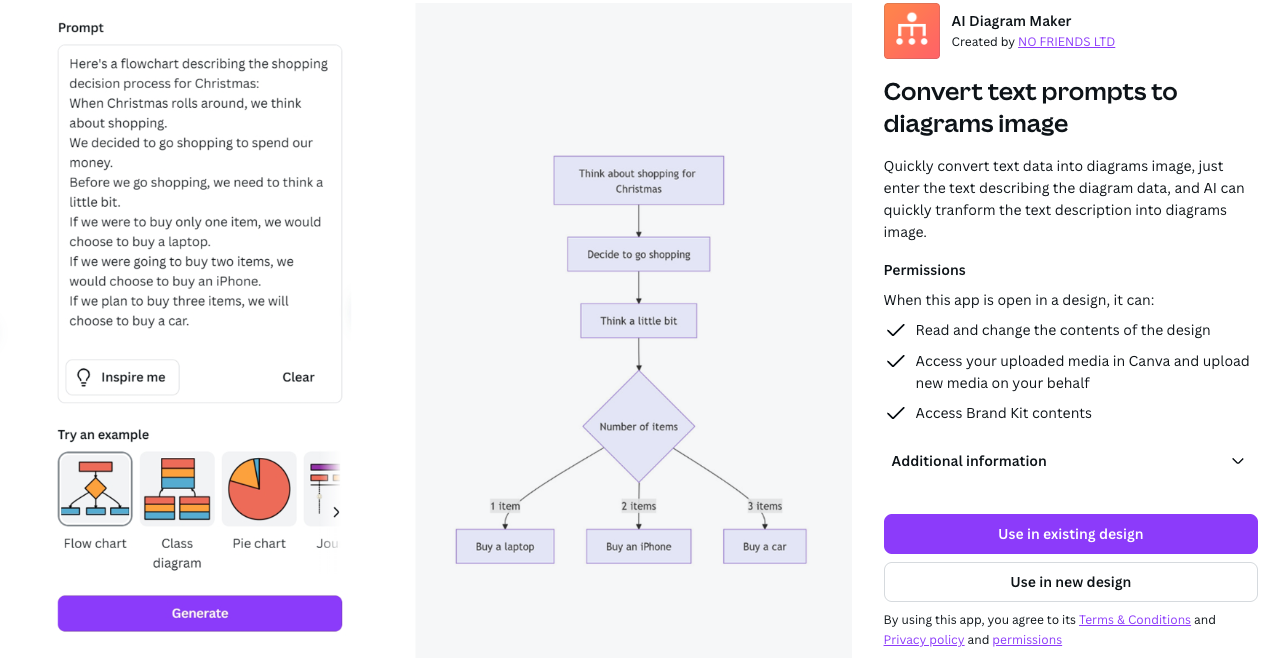 Prompt
Here's a flowchart describing the shopping
decision process for Christmas:
When Christmas rolls around, we think
about shopping.
We decided to go shopping to spend our
money.
Before we go shopping, we need to think a
little bit.
If we were to buy only one item, we would
choose to buy a laptop.
If we were going to buy two items, we
would choose to buy an iPhone.
If we plan to buy three items, we will
choose to buy a car.
Inspire me
Clear
Try an example
Flow chart
Class
diagram
Pie chart
Jou
Generate
Think about shopping for
Christmas
Decide to go shopping
Think a little bit
Number of items
1 item
2 items
3 items
Buy a laptop
Buy an iPhone
Buy a car
AI Diagram Maker
Created by NO FRIENDS LTD
Convert text prompts to
diagrams image
Quickly convert text data into diagrams image, just
enter the text describing the diagram data, and AI can
quickly tranform the text description into diagrams
image.
Permissions
When this app is open in a design, it can:
Read and change the contents of the design
Access your uploaded media in Canva and upload
new media on your behalf
Access Brand Kit contents
Additional information
Use in existing design
Use in new design
By using this app, you agree to its Terms & Conditions and
Privacy policy and permissions